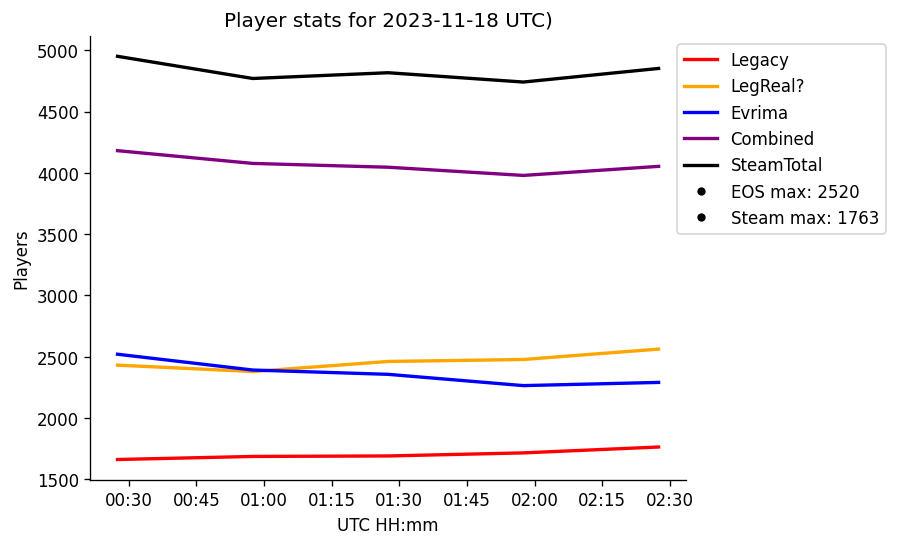 Player stats for 2023-11-18 UTC)
5000
4500
4000
3500
3000
2500
2000
1500
Players
00:30 00:45 01:00 01:15 01:30 01:45 02:00 02:15 02:30
UTC HH:mm
Legacy
LegReal?
Evrima
Combined
SteamTotal
EOS max: 2520
Steam max: 1763